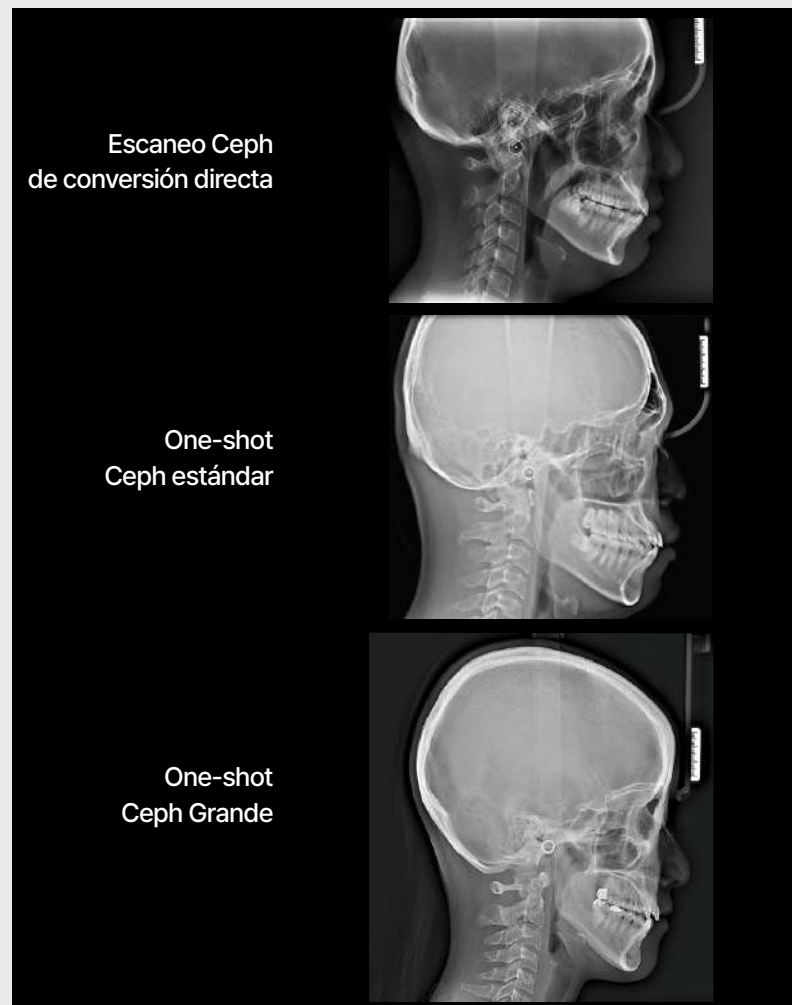 Escaneo Ceph
de conversión directa
One-shot
Ceph estándar
One-shot
Ceph Grande